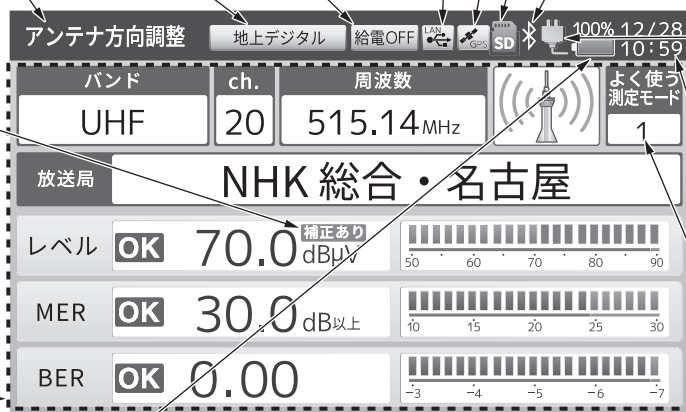 アンテナ方向調整 地上デジタル 給電OFF LAN GPS SD 100% 12/28
10:59
バンド ch. 周波数 よく使う
測定モード
UHF 20 515.14MHz 1
放送局 NHK 総合・名古屋
レベル OK 70.0 補正あり dBμV
50 60 70 80 90
MER OK 30.0 dB以上
10 15 20 25 30
BER OK 0.00
-3 -4 -5 -6 -7